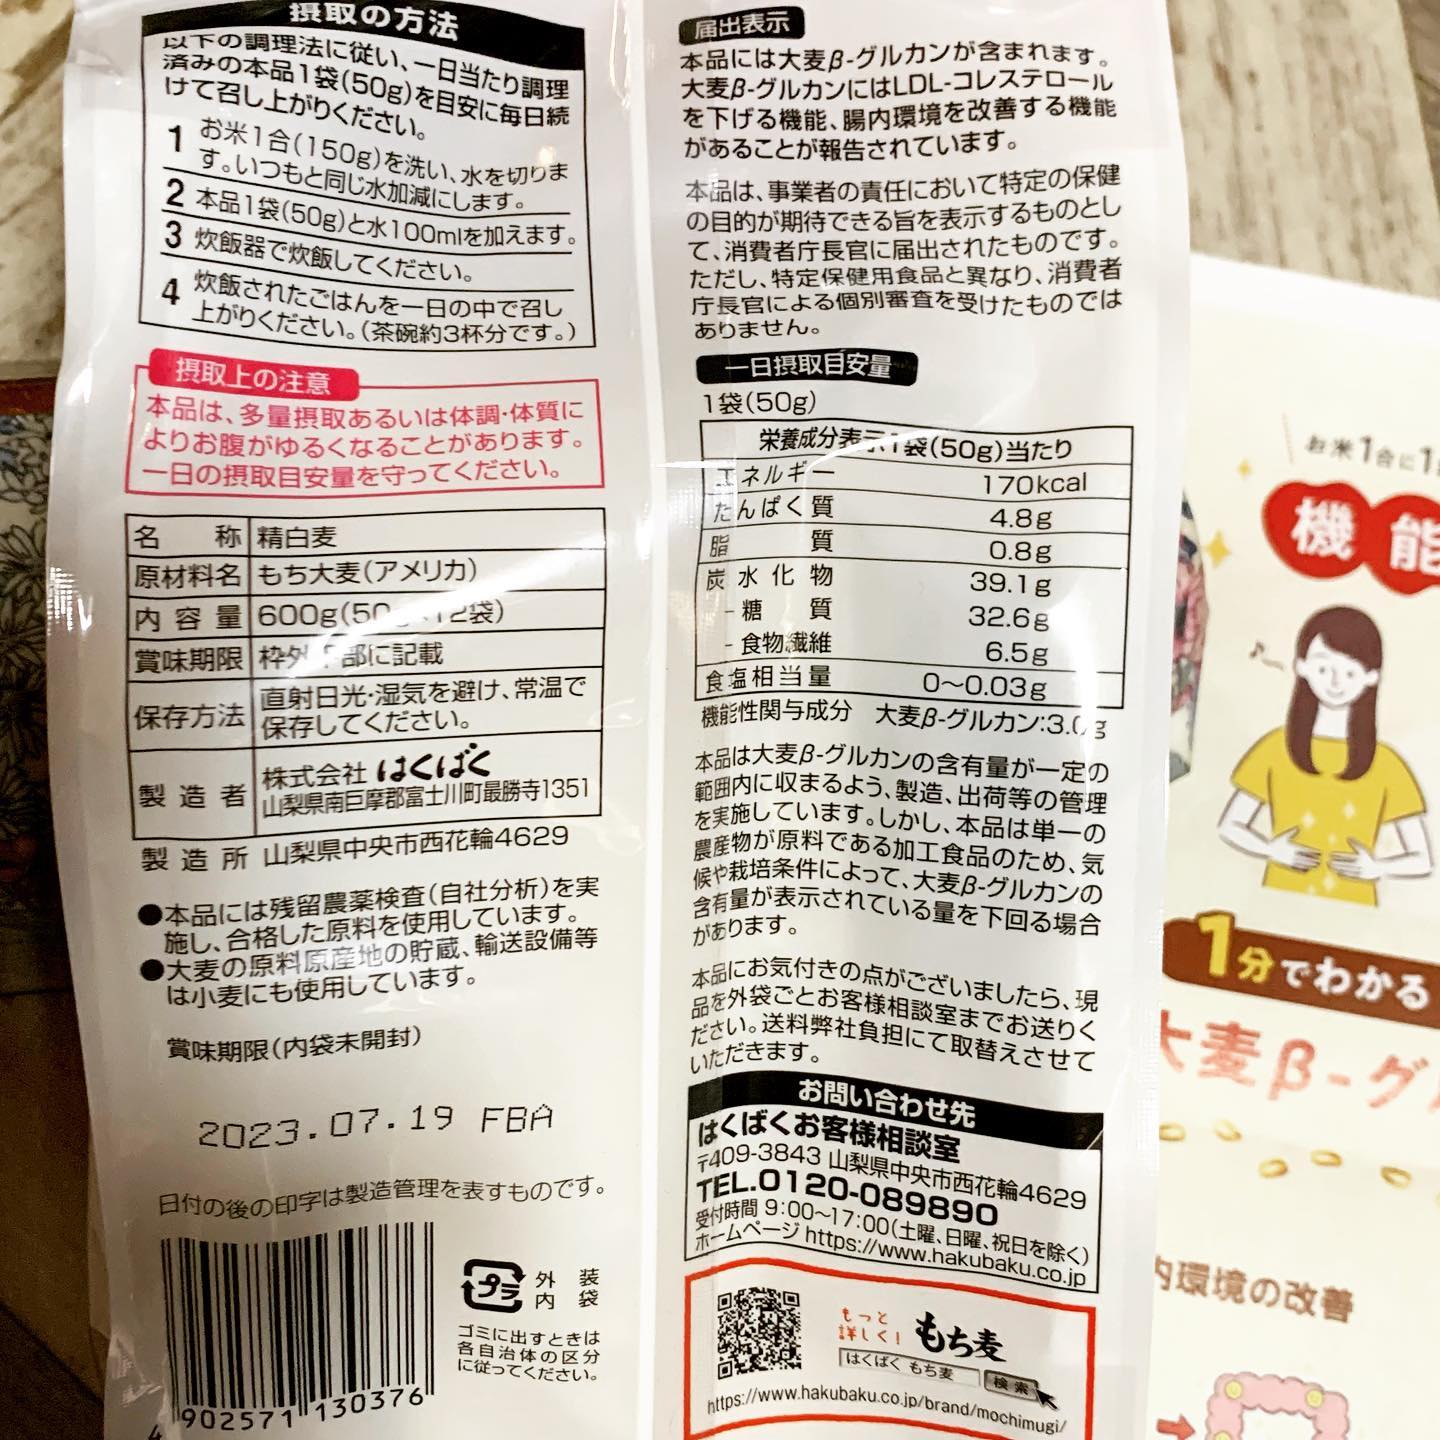 摂取の方法
以下の調理法に従い、一日当たり調理
済みの本品1袋(50g)を目安に毎日続
けて召し上がりください。
1 お米1合(150g)を洗い、水を切りま
す。いつもと同じ水加減にします。
2 本品1袋(50g)と水100mlを加えます。
3 炊飯器で炊飯してください。
4 炊飯されたごはんを一日の中で召し
上がりください。(茶碗約3杯分です。)
摂取上の注意
本品は、多量摂取あるいは体調・体質に
よりお腹がゆるくなることがあります。
一日の摂取目安量を守ってください。
名称 精白麦
原材料名 もち大麦(アメリカ)
内容量 600g(50g×12袋)
賞味期限 枠外下部に記載
保存方法 直射日光・湿気を避け、常温で
保存してください。
製造者 株式会社 はくばく
山梨県南巨摩郡富士川町最勝寺1351
製造所 山梨県中央市西花輪4629
●本品には残留農薬検査(自社分析)を実
施し、合格した原料を使用しています。
●大麦の原料原産地の貯蔵、輸送設備等
は小麦にも使用しています。
賞味期限(内袋未開封)
2023.07.19 FBA
日付の後の印字は製造管理を表すものです。
4 902571 130376
プラ
外装
内袋
ゴミに出すときは
各自治体の区分
に従ってください。
届出表示
本品には大麦β-グルカンが含まれます。
大麦β-グルカンにはLDL-コレステロール
を下げる機能、腸内環境を改善する機能
があることが報告されています。
本品は、事業者の責任において特定の保健
の目的が期待できる旨を表示するものとし
て、消費者庁長官に届出されたものです。
ただし、特定保健用食品と異なり、消費者
庁長官による個別審査を受けたものでは
ありません。
一日摂取目安量
1袋(50g)
栄養成分表示1袋(50g)当たり
エネルギー 170kcal
たんぱく質 4.8g
脂質 0.8g
炭水化物 39.1g
-糖質 32.6g
-食物繊維 6.5g
食塩相当量 0〜0.03g
機能性関与成分 大麦β-グルカン:3.0g
本品は大麦β-グルカンの含有量が一定の
範囲内に収まるよう、製造、出荷等の管理
を実施しています。しかし、本品は単一の
農産物が原料である加工食品のため、気
候や栽培条件によって、大麦β-グルカンの
含有量が表示されている量を下回る場合
があります。
本品にお気付きの点がございましたら、現
品を外袋ごとお客様相談室までお送りく
ださい。送料弊社負担にて取替えさせて
いただきます。
お問い合わせ先
はくばくお客様相談室
〒409-3843 山梨県中央市西花輪4629
TEL.0120-089890
受付時間 9:00〜17:00(土曜、日曜、祝日を除く)
ホームページ https://www.hakubaku.co.jp
もっと
詳しく!
もち麦
はくばく もち麦 検索
https://www.hakubaku.co.jp/brand/mochimugi/
お米1合に1
機能
1分でわかる
大麦β-グル
内環境の改善